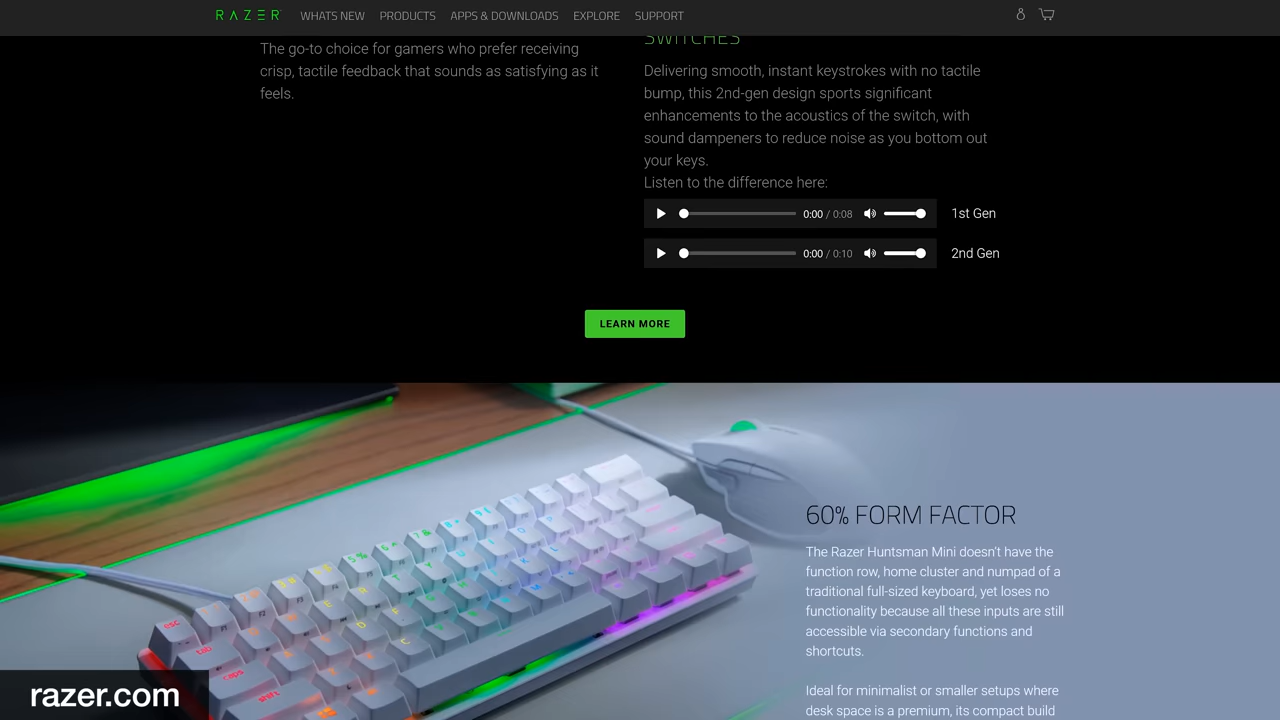 RAZER WHATS NEW PRODUCTS APPS & DOWNLOADS EXPLORE SUPPORT
The go-to choice for gamers who prefer receiving
crisp, tactile feedback that sounds as satisfying as it
feels.
SWITCHES
Delivering smooth, instant keystrokes with no tactile
bump, this 2nd-gen design sports significant
enhancements to the acoustics of the switch, with
sound dampeners to reduce noise as you bottom out
your keys.
Listen to the difference here:
0:00 / 0:08 1st Gen
0:00 / 0:10 2nd Gen
LEARN MORE
60% FORM FACTOR
The Razer Huntsman Mini doesn't have the
function row, home cluster and numpad of a
traditional full-sized keyboard, yet loses no
functionality because all these inputs are still
accessible via secondary functions and
shortcuts.
Ideal for minimalist or smaller setups where
desk space is a premium, its compact build
esc
caps
shift
razer.com